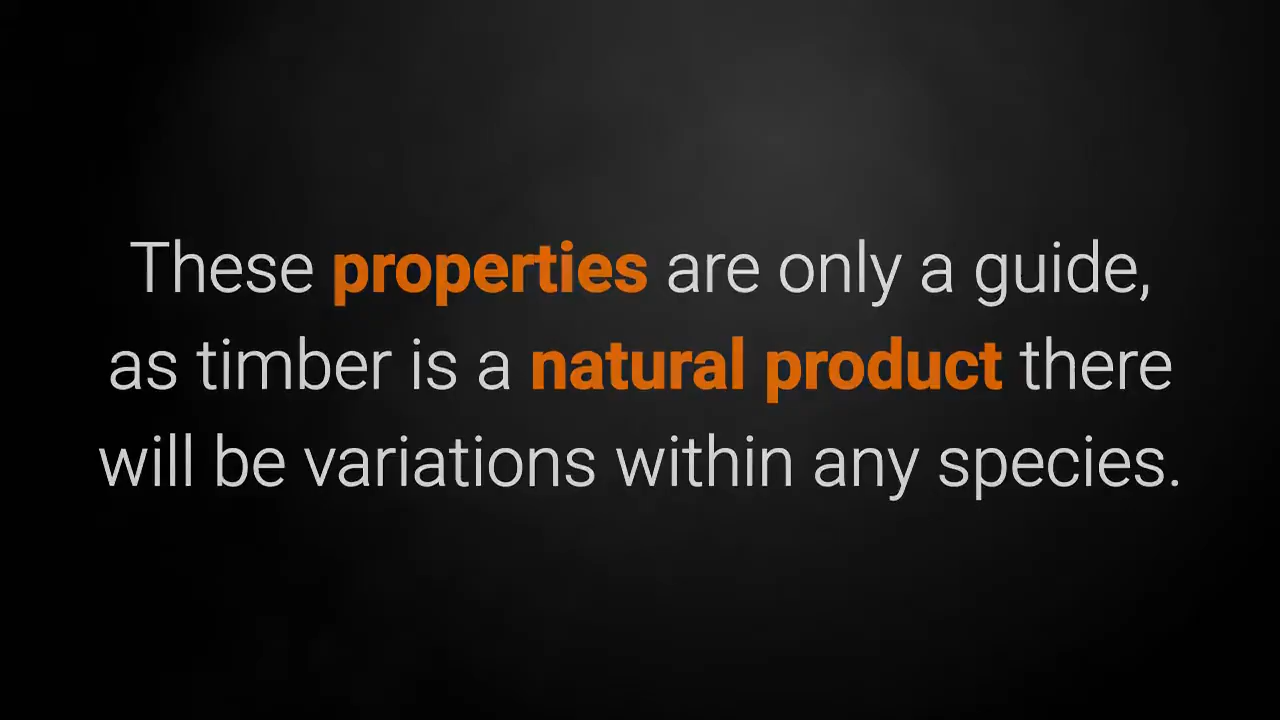 These properties are only a guide,
as timber is a natural product there
will be variations within any species.